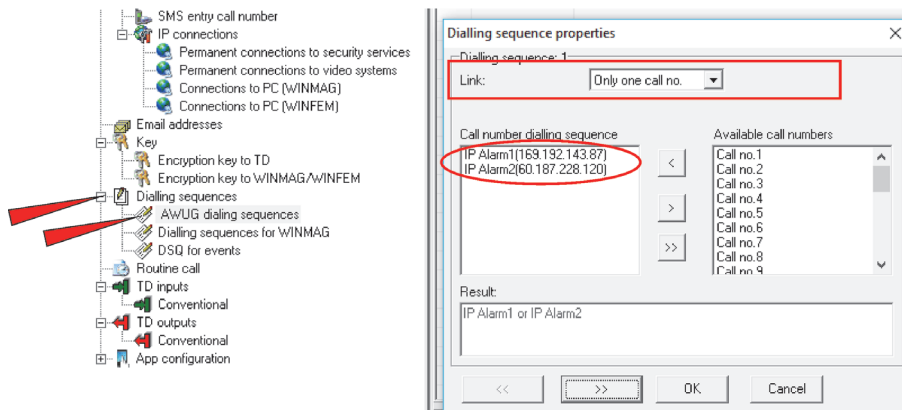 SMS entry call number
IP connections
Permanent connections to security services
Permanent connections to video systems
Connections to PC (WINMAG)
Connections to PC (WINFEM)
Email addresses
Key
Encryption key to TD
Encryption key to WINMAG/WINFEM
Dialling sequences
AWUG dialing sequences
Dialling sequences for WINMAG
DSQ for events
Routine call
TD inputs
Conventional
TD outputs
Conventional
App configuration
Dialling sequence properties
Dialling sequence: 1
Link:
Only one call no.
Call number dialling sequence
IP Alarm1(169.192.143.87)
IP Alarm2(60.187.228.120)
<
>
>>
Available call numbers
Call no.1
Call no.2
Call no.3
Call no.4
Call no.5
Call no.6
Call no.7
Call no.8
Call no.9
Result:
IP Alarm1 or IP Alarm2
<<
>>
OK
Cancel